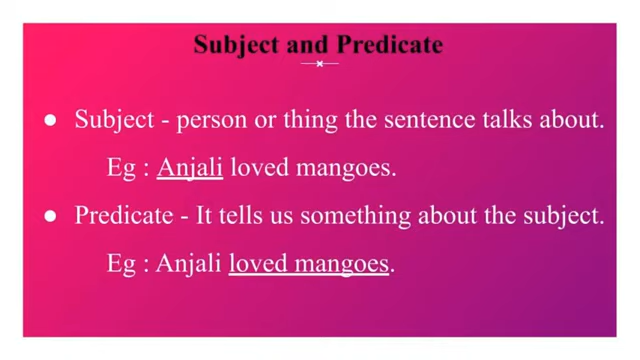 Subject and Predicate
● Subject - person or thing the sentence talks about.
Eg : Anjali loved mangoes.
● Predicate - It tells us something about the subject.
Eg : Anjali loved mangoes.